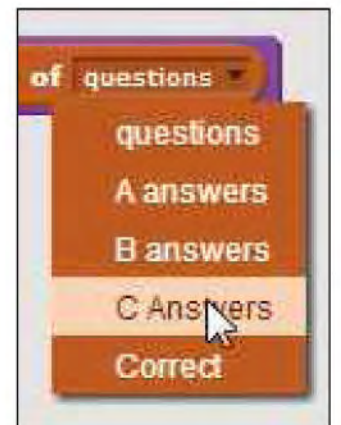 of questions
questions
A answers
B answers
C Answers
Correct